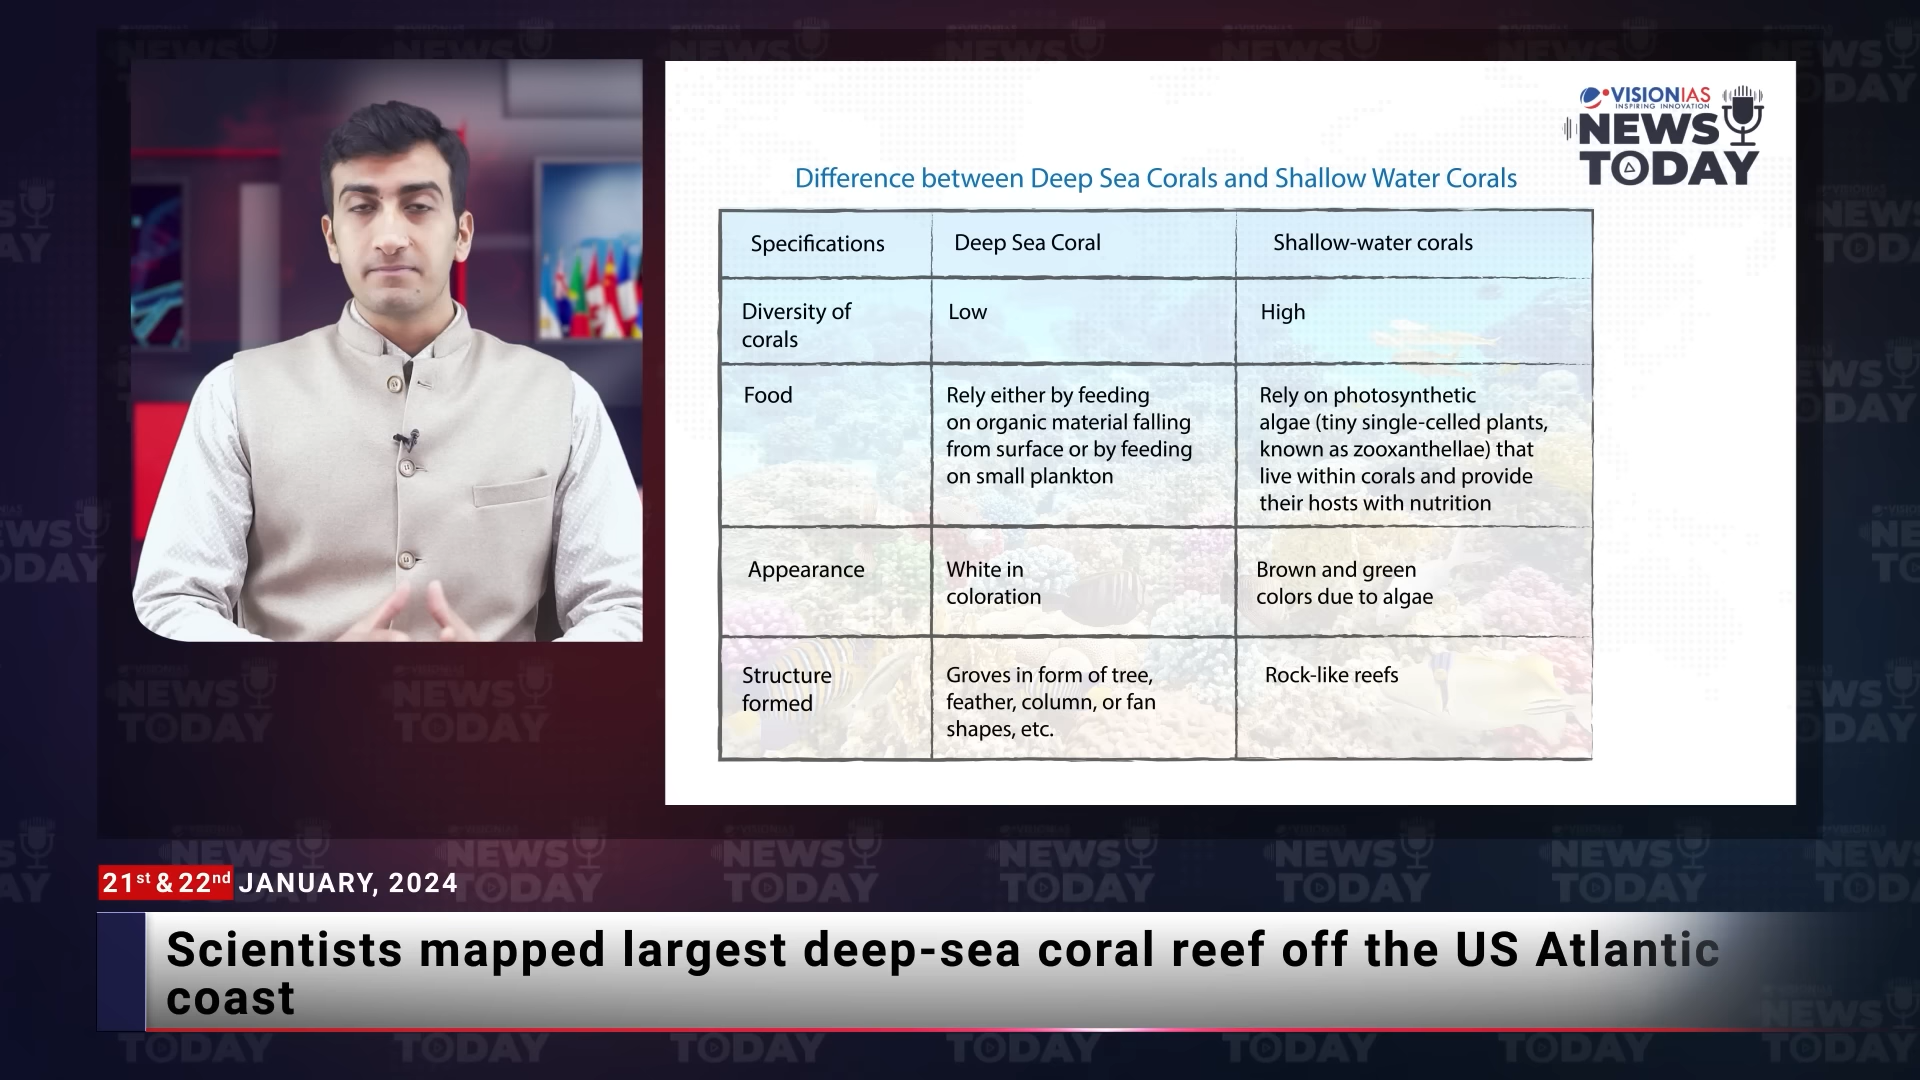 VISIONIAS
INSPIRING INNOVATION
NEWS
TODAY
Difference between Deep Sea Corals and Shallow Water Corals
Specifications
Deep Sea Coral
Shallow-water corals
Diversity of
corals
Low
High
Food
Rely either by feeding
on organic material falling
from surface or by feeding
on small plankton
Rely on photosynthetic
algae (tiny single-celled plants,
known as zooxanthellae) that
live within corals and provide
their hosts with nutrition
Appearance
White in
coloration
Brown and green
colors due to algae
Structure
formed
Groves in form of tree,
feather, column, or fan
shapes, etc.
Rock-like reefs
21st & 22nd JANUARY, 2024
Scientists mapped largest deep-sea coral reef off the US Atlantic
coast